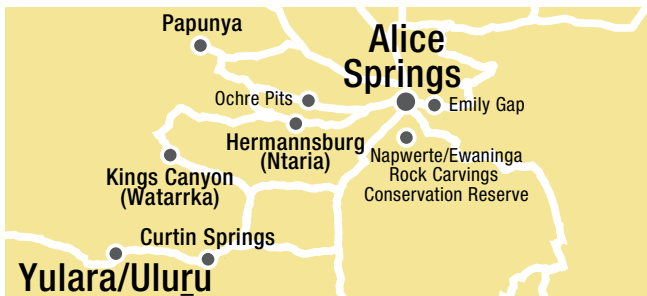 Papunya
Alice
Springs
Ochre Pits
Emily Gap
Hermannsburg
(Ntaria)
Napwerte/Ewaninga
Rock Carvings
Conservation Reserve
Kings Canyon
(Watarrka)
Curtin Springs
Yulara/Uluṟu